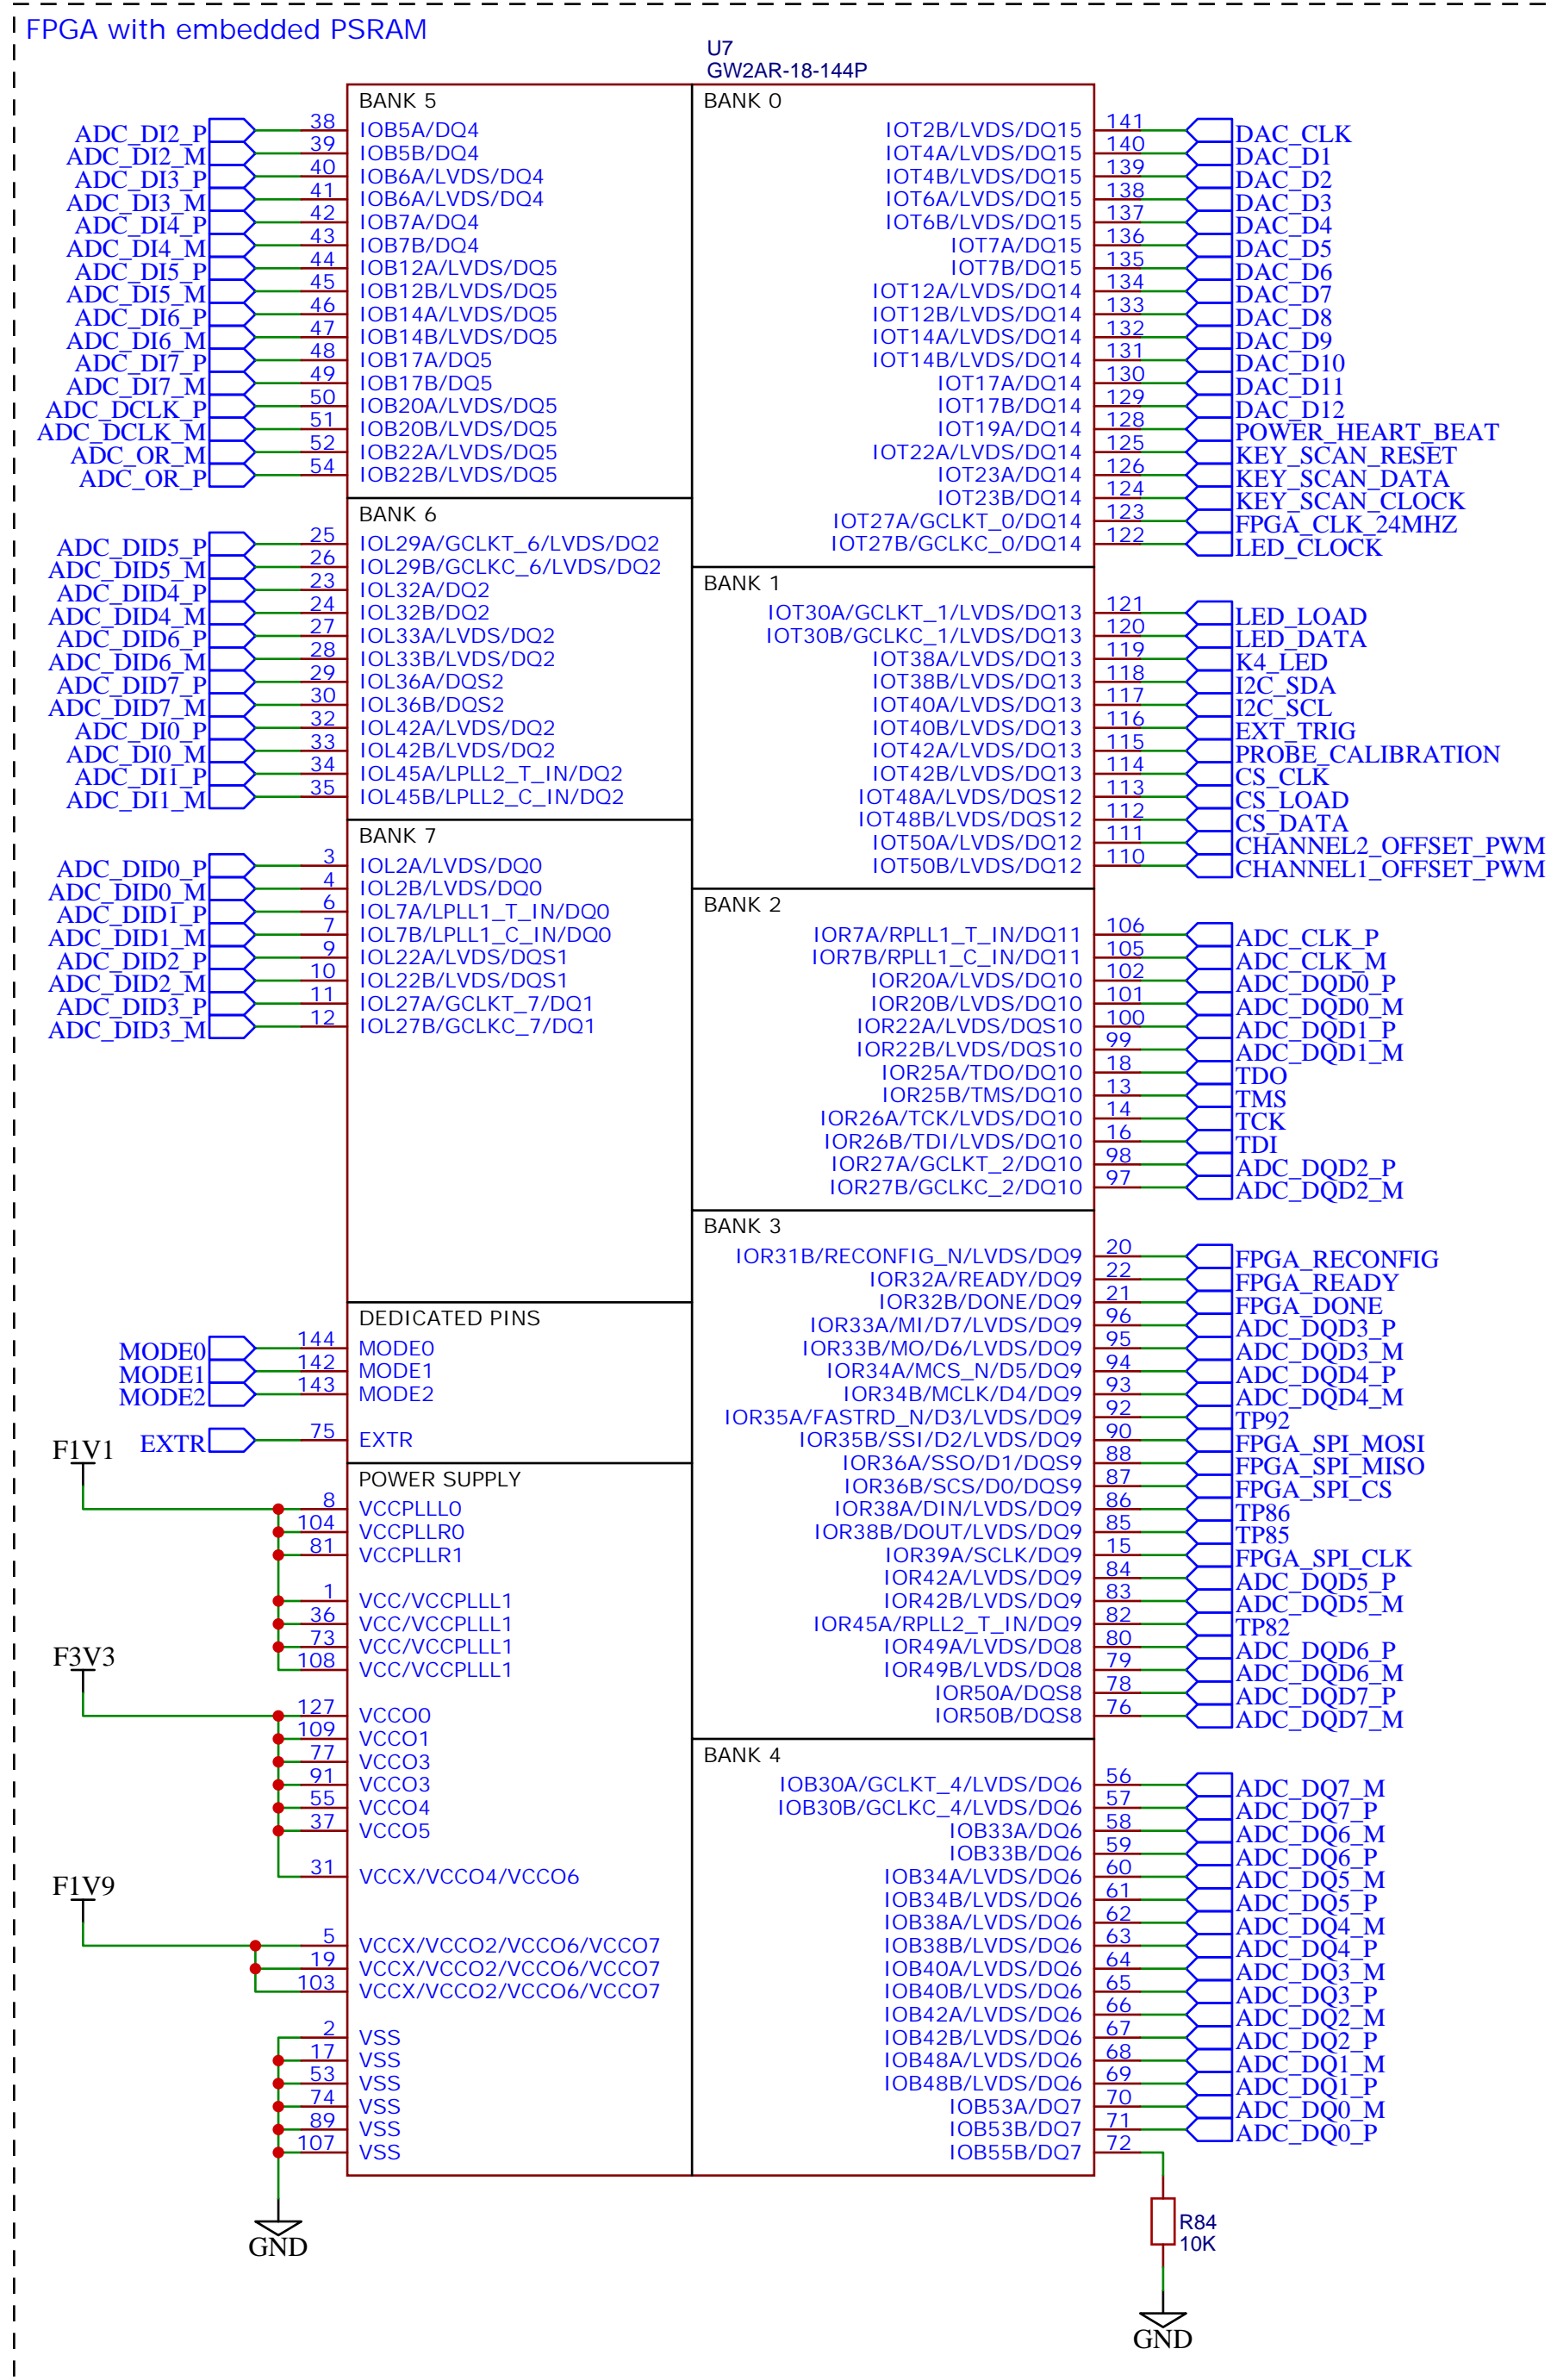 FPGA with embedded PSRAM
U7
GW2AR-18-144P
BANK 5
ADC_DI2_P 38 IOB5A/DQ4
ADC_DI2_M 39 IOB5B/DQ4
ADC_DI3_P 40 IOB6A/LVDS/DQ4
ADC_DI3_M 41 IOB6A/LVDS/DQ4
ADC_DI4_P 42 IOB7A/DQ4
ADC_DI4_M 43 IOB7B/DQ4
ADC_DI5_P 44 IOB12A/LVDS/DQ5
ADC_DI5_M 45 IOB12B/LVDS/DQ5
ADC_DI6_P 46 IOB14A/LVDS/DQ5
ADC_DI6_M 47 IOB14B/LVDS/DQ5
ADC_DI7_P 48 IOB17A/DQ5
ADC_DI7_M 49 IOB17B/DQ5
ADC_DCLK_P 50 IOB20A/LVDS/DQ5
ADC_DCLK_M 51 IOB20B/LVDS/DQ5
ADC_OR_M 52 IOB22A/LVDS/DQ5
ADC_OR_P 54 IOB22B/LVDS/DQ5
BANK 6
ADC_DID5_P 25 IOL29A/GCLKT_6/LVDS/DQ2
ADC_DID5_M 26 IOL29B/GCLKC_6/LVDS/DQ2
ADC_DID4_P 23 IOL32A/DQ2
ADC_DID4_M 24 IOL32B/DQ2
ADC_DID6_P 27 IOL33A/LVDS/DQ2
ADC_DID6_M 28 IOL33B/LVDS/DQ2
ADC_DID7_P 29 IOL36A/DQS2
ADC_DID7_M 30 IOL36B/DQS2
ADC_DI0_P 32 IOL42A/LVDS/DQ2
ADC_DI0_M 33 IOL42B/LVDS/DQ2
ADC_DI1_P 34 IOL45A/LPLL2_T_IN/DQ2
ADC_DI1_M 35 IOL45B/LPLL2_C_IN/DQ2
BANK 7
ADC_DID0_P 3 IOL2A/LVDS/DQ0
ADC_DID0_M 4 IOL2B/LVDS/DQ0
ADC_DID1_P 6 IOL7A/LPLL1_T_IN/DQ0
ADC_DID1_M 7 IOL7B/LPLL1_C_IN/DQ0
ADC_DID2_P 9 IOL22A/LVDS/DQS1
ADC_DID2_M 10 IOL22B/LVDS/DQS1
ADC_DID3_P 11 IOL27A/GCLKT_7/DQ1
ADC_DID3_M 12 IOL27B/GCLKC_7/DQ1
DEDICATED PINS
MODE0 144 MODE0
MODE1 142 MODE1
MODE2 143 MODE2
EXTR 75 EXTR
POWER SUPPLY
F1V1
8 VCCPLLL0
104 VCCPLLR0
81 VCCPLLR1
1 VCC/VCCPLLL1
36 VCC/VCCPLLL1
73 VCC/VCCPLLL1
108 VCC/VCCPLLL1
F3V3
127 VCCO0
109 VCCO1
77 VCCO3
91 VCCO3
55 VCCO4
37 VCCO5
31 VCCX/VCCO4/VCCO6
F1V9
5 VCCX/VCCO2/VCCO6/VCCO7
19 VCCX/VCCO2/VCCO6/VCCO7
103 VCCX/VCCO2/VCCO6/VCCO7
2 VSS
17 VSS
53 VSS
74 VSS
89 VSS
107 VSS
GND
BANK 0
IOT2B/LVDS/DQ15 141 DAC_CLK
IOT4A/LVDS/DQ15 140 DAC_D1
IOT4B/LVDS/DQ15 139 DAC_D2
IOT6A/LVDS/DQ15 138 DAC_D3
IOT6B/LVDS/DQ15 137 DAC_D4
IOT7A/DQ15 136 DAC_D5
IOT7B/DQ15 135 DAC_D6
IOT12A/LVDS/DQ14 134 DAC_D7
IOT12B/LVDS/DQ14 133 DAC_D8
IOT14A/LVDS/DQ14 132 DAC_D9
IOT14B/LVDS/DQ14 131 DAC_D10
IOT17A/DQ14 130 DAC_D11
IOT17B/DQ14 129 DAC_D12
IOT19A/DQ14 128 POWER_HEART_BEAT
IOT22A/LVDS/DQ14 125 KEY_SCAN_RESET
IOT23A/DQ14 126 KEY_SCAN_DATA
IOT23B/DQ14 124 KEY_SCAN_CLOCK
IOT27A/GCLKT_0/DQ14 123 FPGA_CLK_24MHZ
IOT27B/GCLKC_0/DQ14 122 LED_CLOCK
BANK 1
IOT30A/GCLKT_1/LVDS/DQ13 121 LED_LOAD
IOT30B/GCLKC_1/LVDS/DQ13 120 LED_DATA
IOT38A/LVDS/DQ13 119 K4_LED
IOT38B/LVDS/DQ13 118 I2C_SDA
IOT40A/LVDS/DQ13 117 I2C_SCL
IOT40B/LVDS/DQ13 116 EXT_TRIG
IOT42A/LVDS/DQ13 115 PROBE_CALIBRATION
IOT42B/LVDS/DQ13 114 CS_CLK
IOT48A/LVDS/DQS12 113 CS_LOAD
IOT48B/LVDS/DQS12 112 CS_DATA
IOT50A/LVDS/DQ12 111 CHANNEL2_OFFSET_PWM
IOT50B/LVDS/DQ12 110 CHANNEL1_OFFSET_PWM
BANK 2
IOR7A/RPLL1_T_IN/DQ11 106 ADC_CLK_P
IOR7B/RPLL1_C_IN/DQ11 105 ADC_CLK_M
IOR20A/LVDS/DQ10 102 ADC_DQD0_P
IOR20B/LVDS/DQ10 101 ADC_DQD0_M
IOR22A/LVDS/DQS10 100 ADC_DQD1_P
IOR22B/LVDS/DQS10 99 ADC_DQD1_M
IOR25A/TDO/DQ10 18 TDO
IOR25B/TMS/DQ10 13 TMS
IOR26A/TCK/LVDS/DQ10 14 TCK
IOR26B/TDI/LVDS/DQ10 16 TDI
IOR27A/GCLKT_2/DQ10 98 ADC_DQD2_P
IOR27B/GCLKC_2/DQ10 97 ADC_DQD2_M
BANK 3
IOR31B/RECONFIG_N/LVDS/DQ9 20 FPGA_RECONFIG
IOR32A/READY/DQ9 22 FPGA_READY
IOR32B/DONE/DQ9 21 FPGA_DONE
IOR33A/MI/D7/LVDS/DQ9 96 ADC_DQD3_P
IOR33B/MO/D6/LVDS/DQ9 95 ADC_DQD3_M
IOR34A/MCS_N/D5/DQ9 94 ADC_DQD4_P
IOR34B/MCLK/D4/DQ9 93 ADC_DQD4_M
IOR35A/FASTRD_N/D3/LVDS/DQ9 92 TP92
IOR35B/SSI/D2/LVDS/DQ9 90 FPGA_SPI_MOSI
IOR36A/SSO/D1/DQS9 88 FPGA_SPI_MISO
IOR36B/SCS/D0/DQS9 87 FPGA_SPI_CS
IOR38A/DIN/LVDS/DQ9 86 TP86
IOR38B/DOUT/LVDS/DQ9 85 TP85
IOR39A/SCLK/DQ9 15 FPGA_SPI_CLK
IOR42A/LVDS/DQ9 84 ADC_DQD5_P
IOR42B/LVDS/DQ9 83 ADC_DQD5_M
IOR45A/RPLL2_T_IN/DQ9 82 TP82
IOR49A/LVDS/DQ8 80 ADC_DQD6_P
IOR49B/LVDS/DQ8 79 ADC_DQD6_M
IOR50A/DQS8 78 ADC_DQD7_P
IOR50B/DQS8 76 ADC_DQD7_M
BANK 4
IOB30A/GCLKT_4/LVDS/DQ6 56 ADC_DQ7_M
IOB30B/GCLKC_4/LVDS/DQ6 57 ADC_DQ7_P
IOB33A/DQ6 58 ADC_DQ6_M
IOB33B/DQ6 59 ADC_DQ6_P
IOB34A/LVDS/DQ6 60 ADC_DQ5_M
IOB34B/LVDS/DQ6 61 ADC_DQ5_P
IOB38A/LVDS/DQ6 62 ADC_DQ4_M
IOB38B/LVDS/DQ6 63 ADC_DQ4_P
IOB40A/LVDS/DQ6 64 ADC_DQ3_M
IOB40B/LVDS/DQ6 65 ADC_DQ3_P
IOB42A/LVDS/DQ6 66 ADC_DQ2_M
IOB42B/LVDS/DQ6 67 ADC_DQ2_P
IOB48A/LVDS/DQ6 68 ADC_DQ1_M
IOB48B/LVDS/DQ6 69 ADC_DQ1_P
IOB53A/DQ7 70 ADC_DQ0_M
IOB53B/DQ7 71 ADC_DQ0_P
IOB55B/DQ7 72
R84
10K
GND